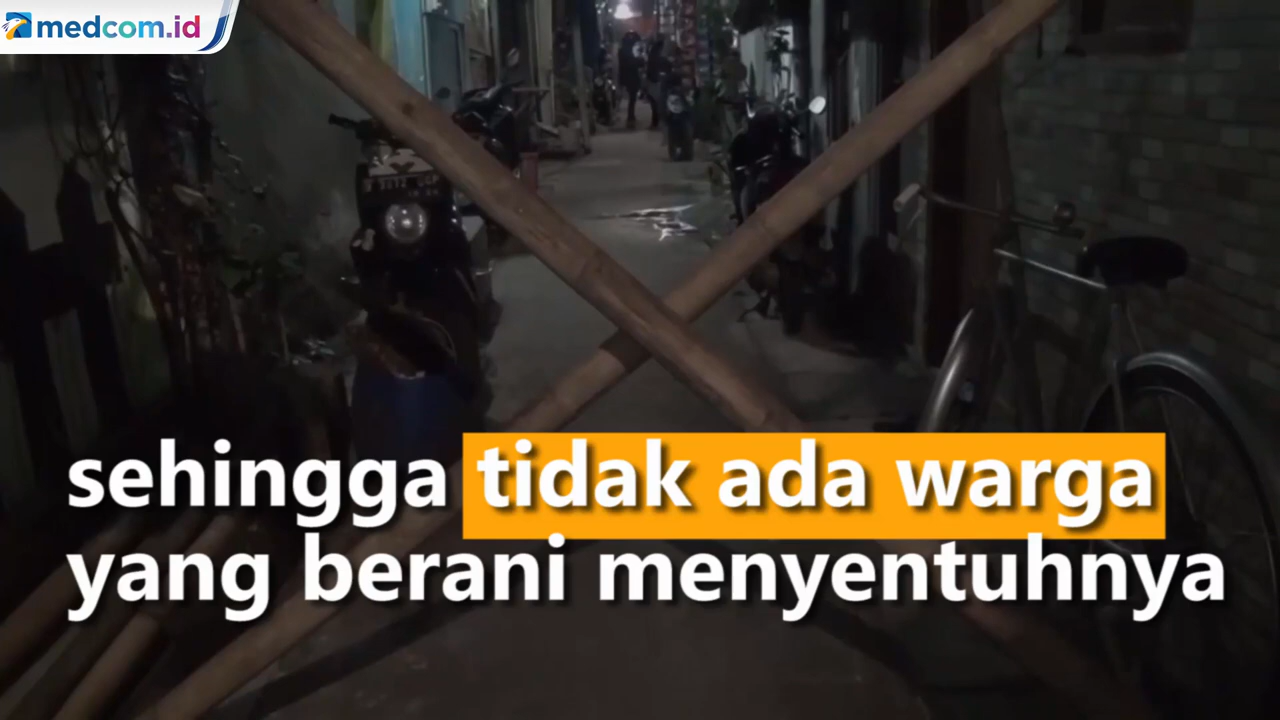 medcom.id
sehingga tidak ada warga
yang berani menyentuhnya